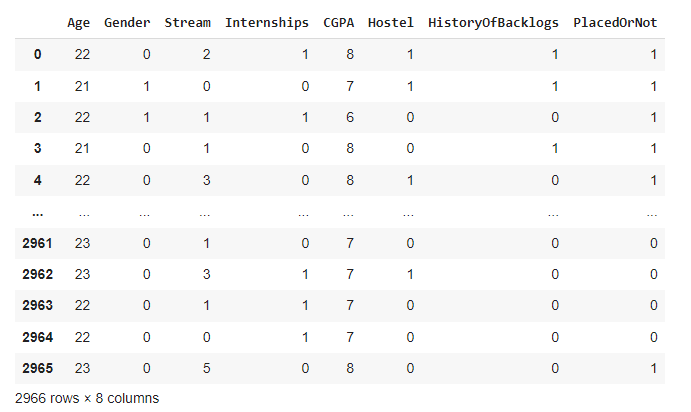 Age Gender Stream Internships CGPA Hostel HistoryOfBacklogs PlacedOrNot
0 22 0 2 1 8 1 1 1
1 21 1 0 0 7 1 1 1
2 22 1 1 1 6 0 0 1
3 21 0 1 0 8 0 1 1
4 22 0 3 0 8 1 0 1
... ... ... ... ... ... ... ... ...
2961 23 0 1 0 7 0 0 0
2962 23 0 3 1 7 1 0 0
2963 22 0 1 1 7 0 0 0
2964 22 0 0 1 7 0 0 0
2965 23 0 5 0 8 0 0 1
2966 rows × 8 columns